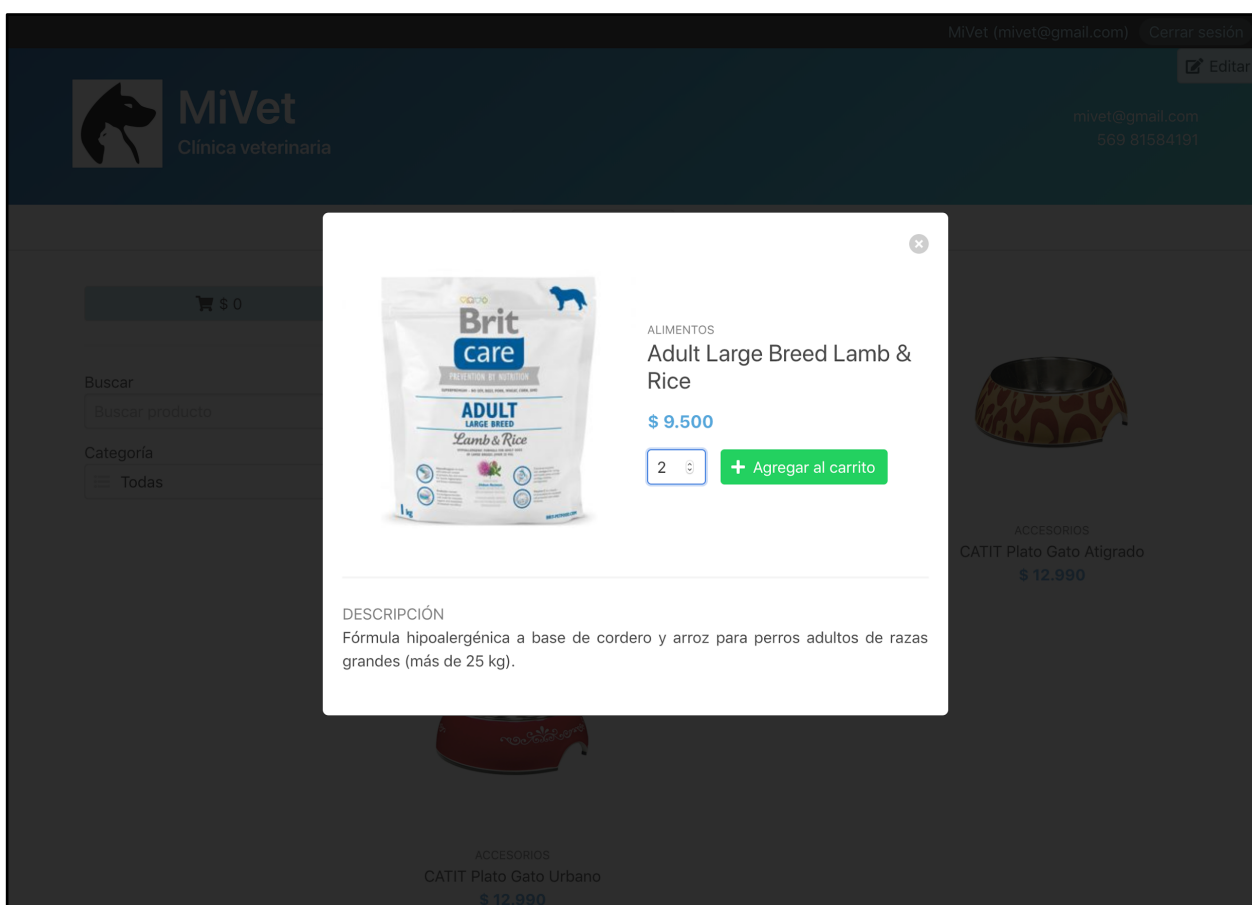 MiVet (mivet@gmail.com) Cerrar sesión
Editar
MiVet
Clínica veterinaria
mivet@gmail.com
569 81584191
$ 0
Buscar
Buscar producto
Categoría
Todas
Brit
care
PREVENTION BY NUTRITION
ADULT
LARGE BREED
Lamb & Rice
1 kg
ALIMENTOS
Adult Large Breed Lamb &
Rice
$ 9.500
2
Agregar al carrito
DESCRIPCIÓN
Fórmula hipoalergénica a base de cordero y arroz para perros adultos de razas
grandes (más de 25 kg).
ACCESORIOS
CATIT Plato Gato Atigrado
$ 12.990
ACCESORIOS
CATIT Plato Gato Urbano
$ 12.990